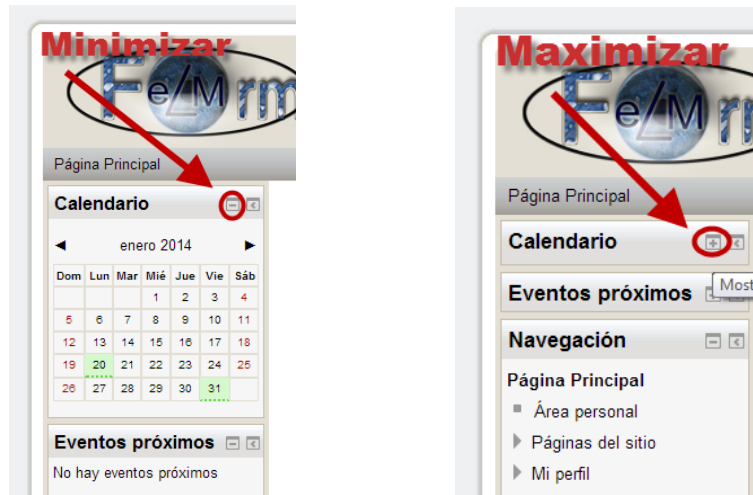 Minimizar
Fe/M rm
Página Principal
Calendario
enero 2014
Dom Lun Mar Mié Jue Vie Sáb
1 2 3 4
5 6 7 8 9 10 11
12 13 14 15 16 17 18
19 20 21 22 23 24 25
26 27 28 29 30 31
Eventos próximos
No hay eventos próximos
Maximizar
Fe/M r
Página Principal
Calendario
Eventos próximos
Most
Navegación
Página Principal
Área personal
Páginas del sitio
Mi perfil